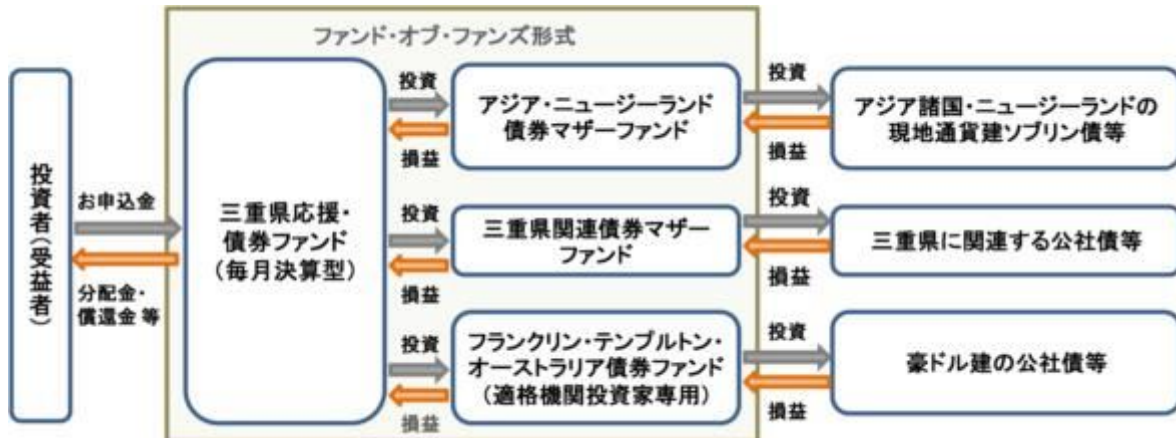 ファンド・オブ・ファンズ形式
投資者(受益者)
お申込金
分配金・
償還金 等
三重県応援・
債券ファンド
(毎月決算型)
投資
損益
アジア・ニュージーランド
債券マザーファンド
投資
損益
アジア諸国・ニュージーランドの
現地通貨建ソブリン債等
投資
損益
三重県関連債券マザー
ファンド
投資
損益
三重県に関連する公社債等
投資
損益
フランクリン・テンプルトン・
オーストラリア債券ファンド
(適格機関投資家専用)
投資
損益
豪ドル建の公社債等